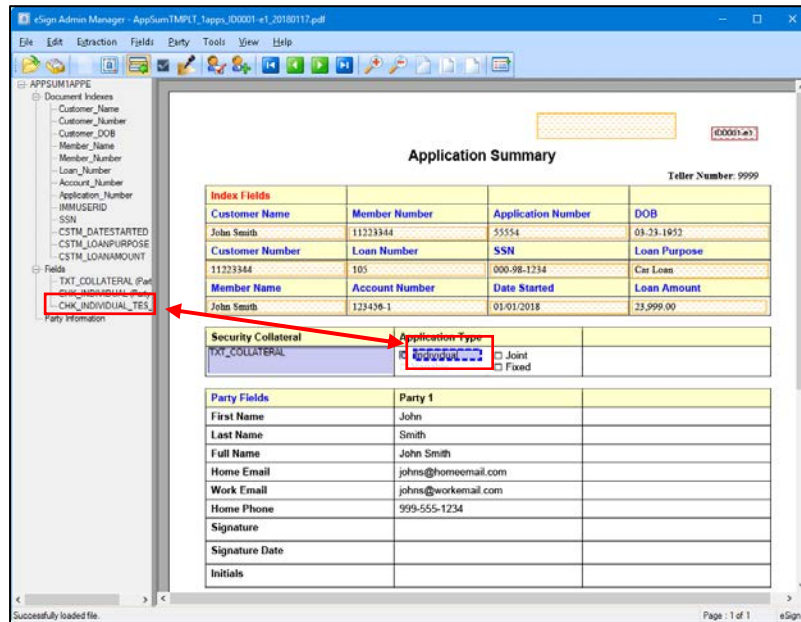 eSign Admin Manager - AppSumTMPLT_1apps_ID0001-e1_20180117.pdf
File Edit Extraction Fields Party Tools View Help
APPSUM1APPE
Document Indexes
Customer_Name
Customer_Number
Customer_DOB
Member_Name
Member_Number
Loan_Number
Account_Number
Application_Number
IMMUSERID
SSN
CSTM_DATESTARTED
CSTM_LOANPURPOSE
CSTM_LOANAMOUNT
Fields
TXT_COLLATERAL (Part
CHK_INDIVIDUAL (Party
CHK_INDIVIDUAL_TES_
Party Information
ID0001-e1
Application Summary
Teller Number: 9999
Index Fields
Customer Name Member Number Application Number DOB
John Smith 11223344 55554 03-23-1952
Customer Number Loan Number SSN Loan Purpose
11223344 105 000-98-1234 Car Loan
Member Name Account Number Date Started Loan Amount
John Smith 123456-1 01/01/2018 23,999.00
Security Collateral Application Type
TXT_COLLATERAL Individual Joint
Fixed
Party Fields Party 1
First Name John
Last Name Smith
Full Name John Smith
Home Email johns@homeemail.com
Work Email johns@workemail.com
Home Phone 999-555-1234
Signature
Signature Date
Initials
Successfully loaded file. Page : 1 of 1 eSign